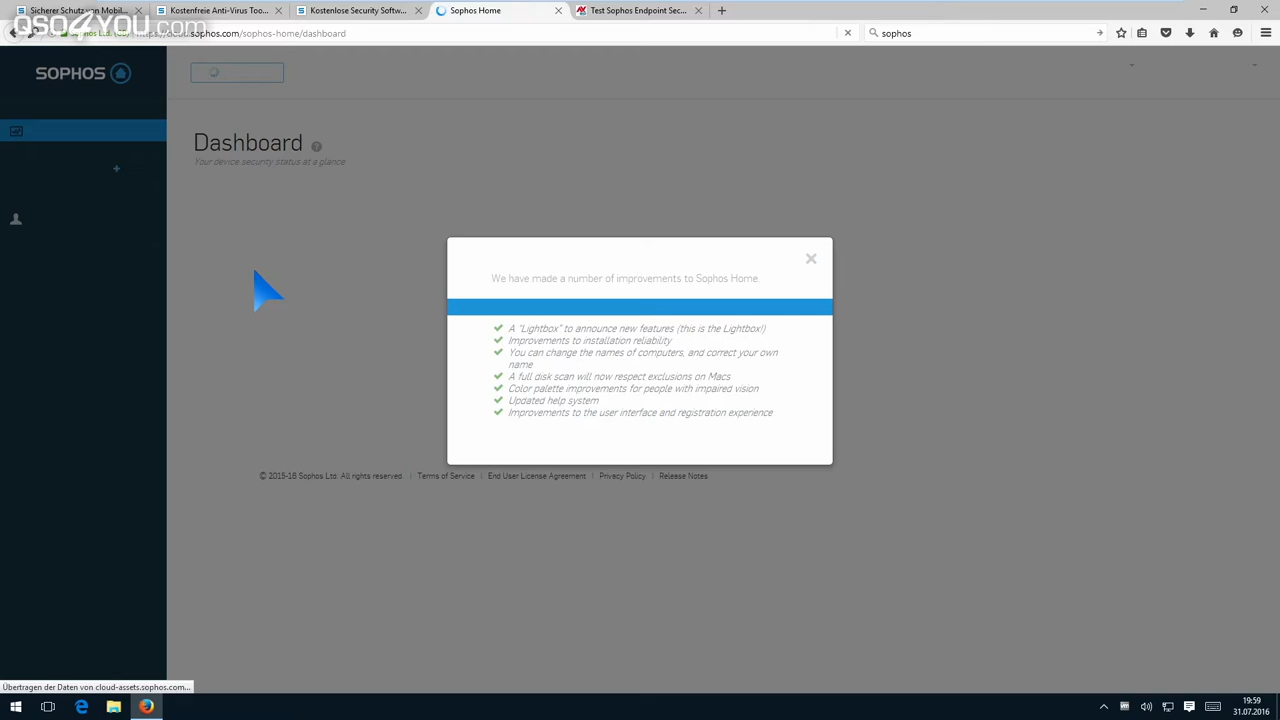 Sicherer Schutz von Mobil...
Kostenfreie Anti-Virus Too...
Kostenlose Security Softw...
Sophos Home
Test Sophos Endpoint Sec...
QSO4YOU.com
cloud.sophos.com/sophos-home/dashboard
sophos
SOPHOS
Dashboard
Your device security status at a glance
We have made a number of improvements to Sophos Home.
A "Lightbox" to announce new features (this is the Lightbox!)
Improvements to installation reliability
You can change the names of computers, and correct your own
name
A full disk scan will now respect exclusions on Macs
Color palette improvements for people with impaired vision
Updated help system
Improvements to the user interface and registration experience
© 2015-16 Sophos Ltd. All rights reserved | Terms of Service | End User License Agreement | Privacy Policy | Release Notes
Übertragen der Daten von cloud-assets.sophos.com...
19:59
31.07.2016